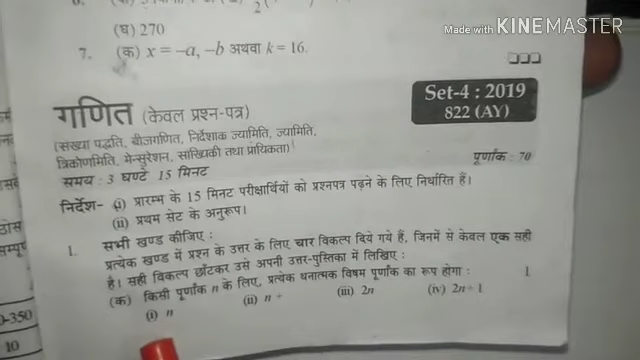 Made with KINEMASTER
(घ) 270
7. (क) x = −a, −b अथवा k = 16.
गणित (केवल प्रश्न-पत्र)
Set-4 : 2019
822 (AY)
(संख्या पद्धति, बीजगणित, निर्देशांक ज्यामिति, ज्यामिति,
त्रिकोणमिति, मेन्सुरेशन, सांख्यिकी तथा प्रायिकता)
समय : 3 घण्टे 15 मिनट
पूर्णांक : 70
निर्देश- (i) प्रारम्भ के 15 मिनट परीक्षार्थियों को प्रश्नपत्र पढ़ने के लिए निर्धारित हैं।
(ii) प्रथम सेट के अनुरूप।
1. सभी खण्ड कीजिए :
प्रत्येक खण्ड में प्रश्न के उत्तर के लिए चार विकल्प दिये गये हैं, जिनमें से केवल एक सही
है। सही विकल्प छाँटकर उसे अपनी उत्तर-पुस्तिका में लिखिए :
(क) किसी पूर्णांक n के लिए, प्रत्येक धनात्मक विषम पूर्णांक का रूप होगा : 1
(i) n (ii) n + (iii) 2n (iv) 2n + 1
0-350
10